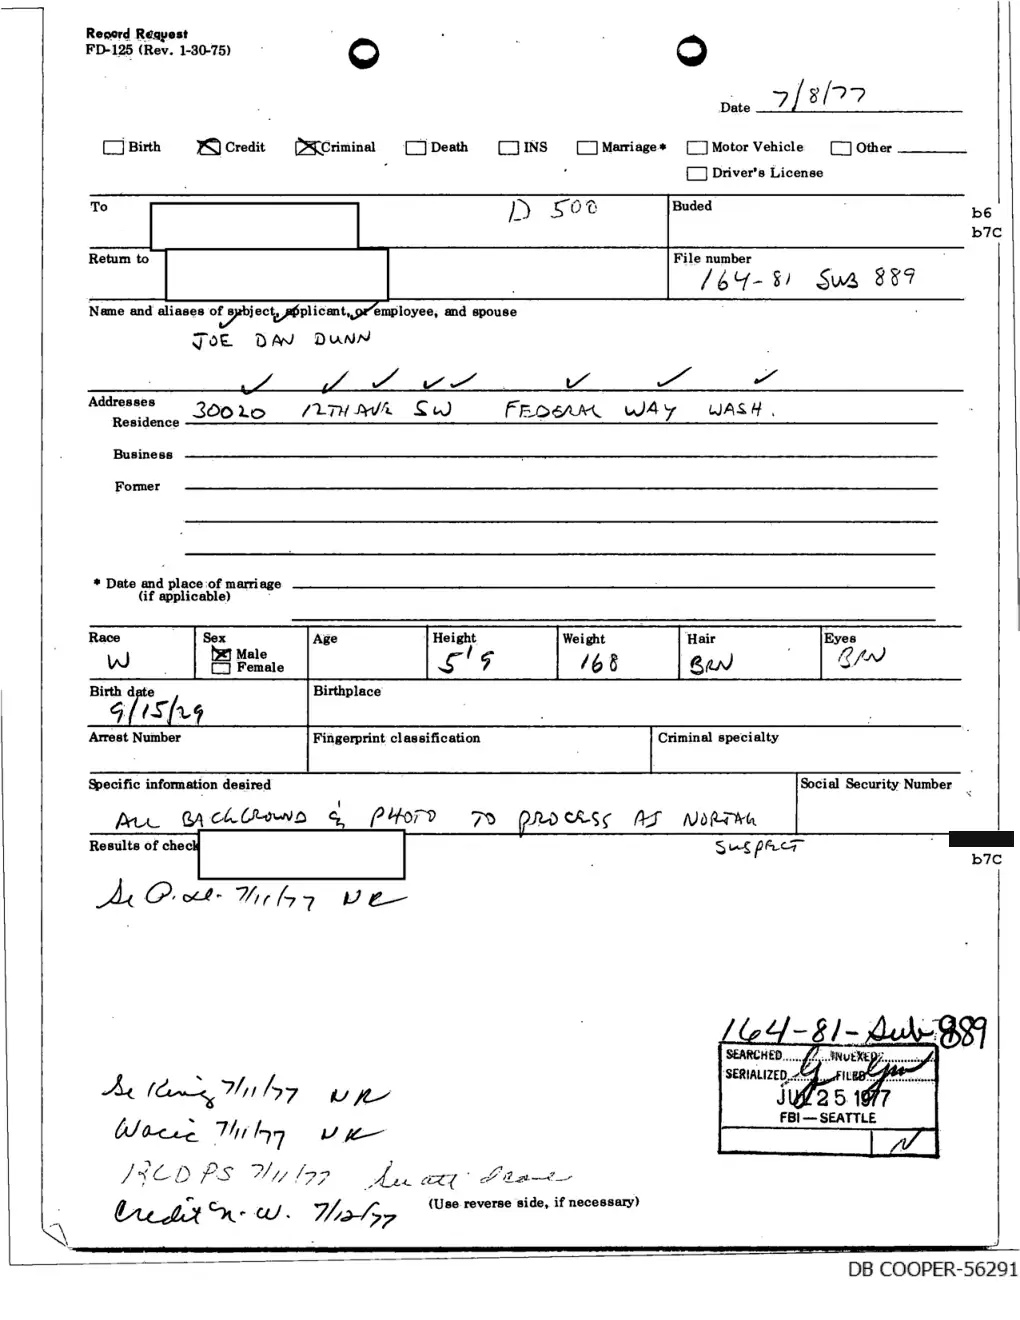 Record Request
FD-125 (Rev. 1-30-75)
Date 7/8/77
Birth Credit Criminal Death INS Marriage* Motor Vehicle Other
Driver's License
To D 500 Buded
b6
b7C
Return to File number
164-81 Sub 889
Name and aliases of subject, applicant, or employee, and spouse
JOE DAN DUNN
Addresses
Residence 30020 12TH AVE SW FEDERAL WAY WASH.
Business
Former
* Date and place of marriage
(if applicable)
Race Sex Age Height Weight Hair Eyes
W Male 5'9 168 BRN BRN
Female
Birth date Birthplace
9/15/29
Arrest Number Fingerprint classification Criminal specialty
Specific information desired Social Security Number
ALL BACKGROUND & PHOTO TO PROCESS AS NORJAK
SUSPECT
Results of check
b7C
Se P.D. 7/11/77 NR
164-81-Sub 889
SEARCHED INDEXED
SERIALIZED FILED
JUL 25 1977
FBI — SEATTLE
N
Se King 7/11/77 NR
Wacic 7/11/77 NR
KCDPS 7/11/77 See att
Credit N.W. 7/12/77
(Use reverse side, if necessary)
DB COOPER-56291